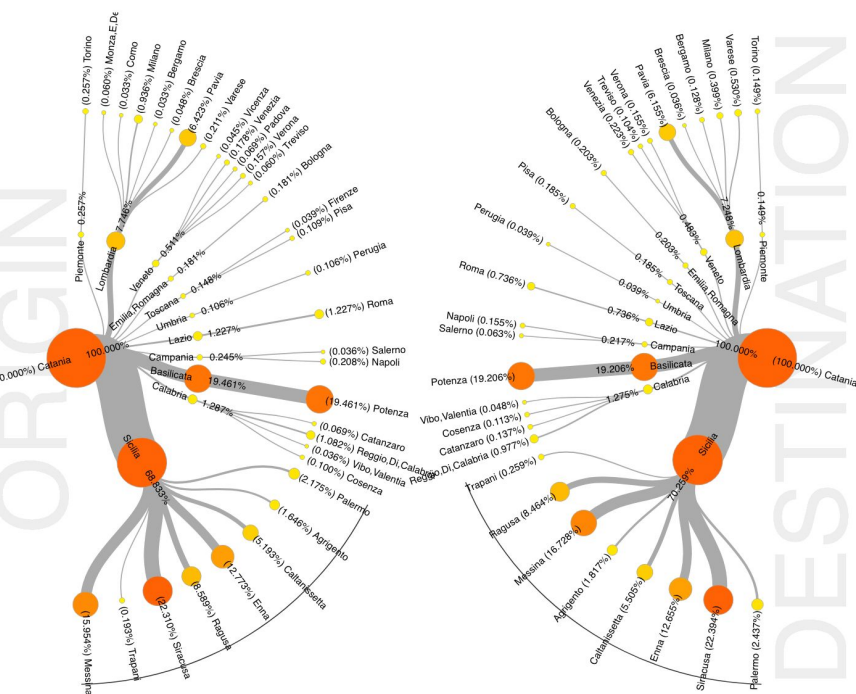 ORIGIN
(0.257%) Torino
(0.060%) Monza,E,De
(0.033%) Como
(0.936%) Milano
(0.033%) Bergamo
(0.048%) Brescia
(6.423%) Pavia
(0.211%) Varese
(0.045%) Vicenza
(0.178%) Venezia
(0.069%) Padova
(0.157%) Verona
(0.060%) Treviso
(0.181%) Bologna
(0.039%) Firenze
(0.109%) Pisa
(0.106%) Perugia
(1.227%) Roma
(0.036%) Salerno
(0.208%) Napoli
(19.461%) Potenza
(0.069%) Catanzaro
(1.082%) Reggio,Di,Calabria
(0.036%) Vibo,Valentia
(0.100%) Cosenza
(2.175%) Palermo
(1.646%) Agrigento
(5.193%) Caltanissetta
(12.773%) Enna
(8.589%) Ragusa
(22.310%) Siracusa
(0.193%) Trapani
(15.954%) Messina
Piemonte 0.257%
Lombardia 7.746%
Veneto 0.511%
Emilia,Romagna 0.181%
Toscana 0.148%
Umbria 0.106%
Lazio 1.227%
Campania 0.245%
Basilicata 19.461%
Calabria 1.287%
Sicilia 68.833%
0.000%) Catania
100.000%
DESTINATION
Torino (0.149%)
Varese (0.530%)
Milano (0.399%)
Bergamo (0.128%)
Brescia (0.036%)
Pavia (6.155%)
Verona (0.155%)
Treviso (0.104%)
Venezia (0.223%)
Bologna (0.203%)
Pisa (0.185%)
Perugia (0.039%)
Roma (0.736%)
Napoli (0.155%)
Salerno (0.063%)
Potenza (19.206%)
Vibo,Valentia (0.048%)
Cosenza (0.113%)
Catanzaro (0.137%)
Reggio,Di,Calabria (0.977%)
Trapani (0.259%)
Ragusa (8.464%)
Messina (16.728%)
Agrigento (1.817%)
Caltanissetta (5.505%)
Enna (12.655%)
Siracusa (22.394%)
Palermo (2.437%)
0.149% Piemonte
7.248% Lombardia
0.483% Veneto
0.203% Emilia,Romagna
0.185% Toscana
0.039% Umbria
0.736% Lazio
0.217% Campania
19.206% Basilicata
1.275% Calabria
70.259% Sicilia
100.000%
(100.000%) Catania